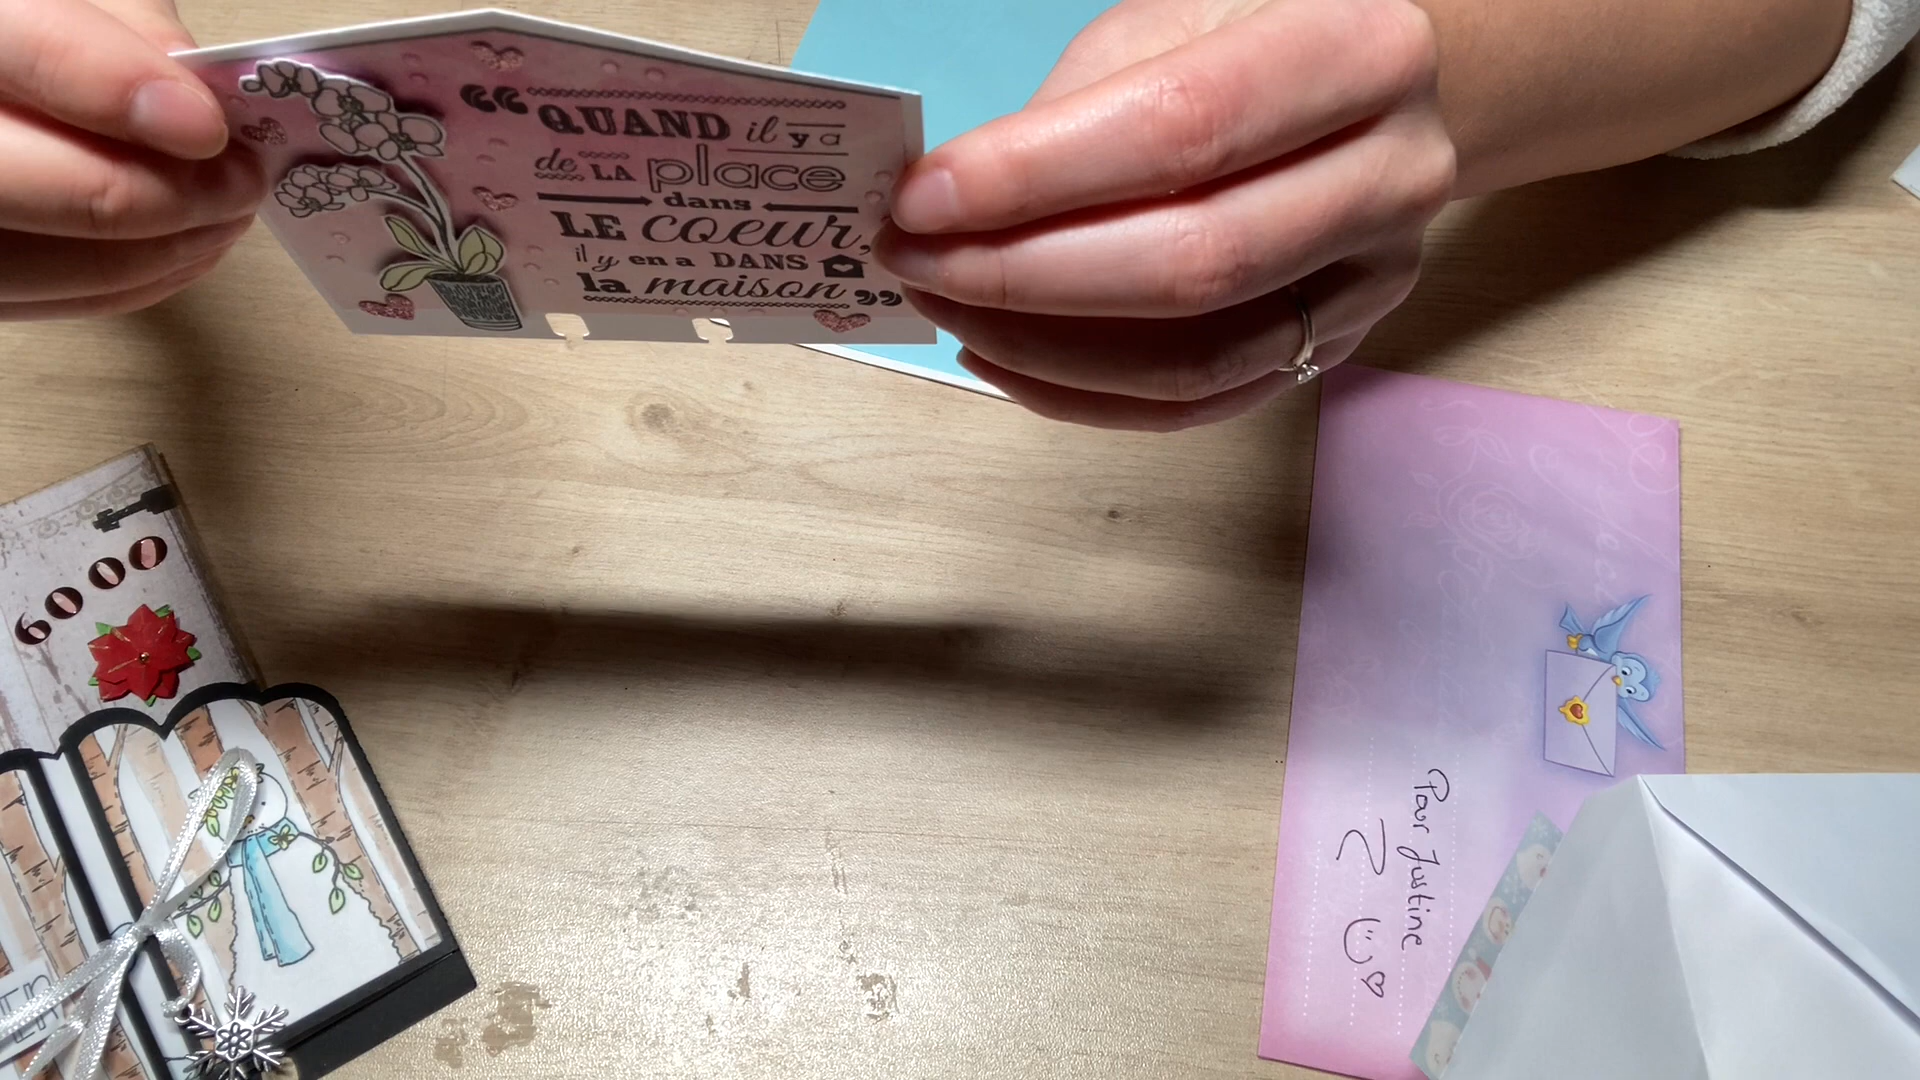 “ QUAND il y a
de LA place
dans
LE coeur,
il y en a DANS
la maison ”
6000
Pour Justine